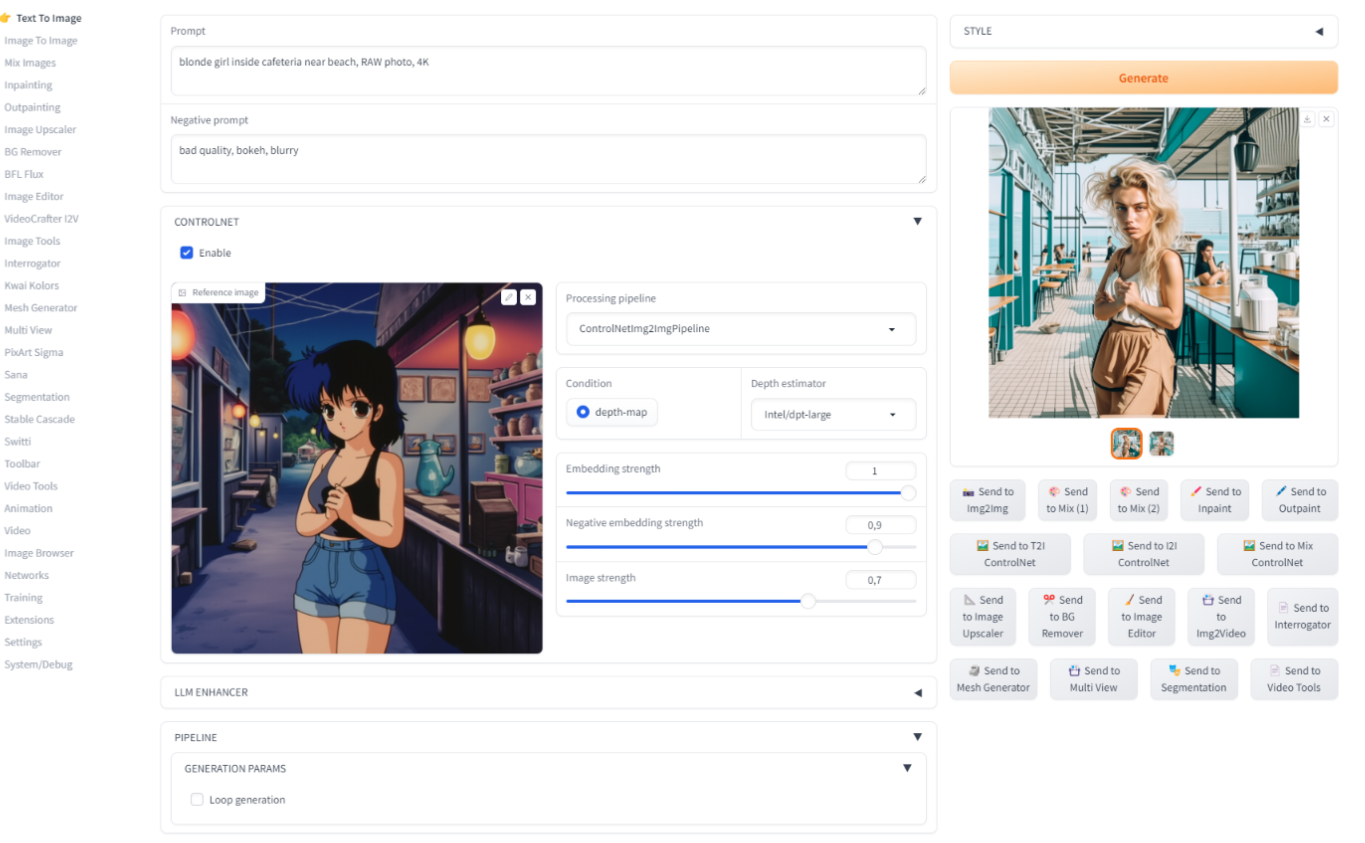 👉 Text To Image
Image To Image
Mix Images
Inpainting
Outpainting
Image Upscaler
BG Remover
BFL Flux
Image Editor
VideoCrafter I2V
Image Tools
Interrogator
Kwai Kolors
Mesh Generator
Multi View
PixArt Sigma
Sana
Segmentation
Stable Cascade
Switti
Toolbar
Video Tools
Animation
Video
Image Browser
Networks
Training
Extensions
Settings
System/Debug
Prompt
blonde girl inside cafeteria near beach, RAW photo, 4K
Negative prompt
bad quality, bokeh, blurry
CONTROLNET
Enable
Reference image
Processing pipeline
ControlNetImg2ImgPipeline
Condition
depth-map
Depth estimator
Intel/dpt-large
Embedding strength
1
Negative embedding strength
0,9
Image strength
0,7
LLM ENHANCER
PIPELINE
GENERATION PARAMS
Loop generation
STYLE
Generate
Send to
Img2Img
Send
to Mix (1)
Send
to Mix (2)
Send to
Inpaint
Send to
Outpaint
Send to T2I
ControlNet
Send to I2I
ControlNet
Send to Mix
ControlNet
Send
to Image
Upscaler
Send
to BG
Remover
Send
to Image
Editor
Send
to
Img2Video
Send to
Interrogator
Send to
Mesh Generator
Send to
Multi View
Send to
Segmentation
Send to
Video Tools